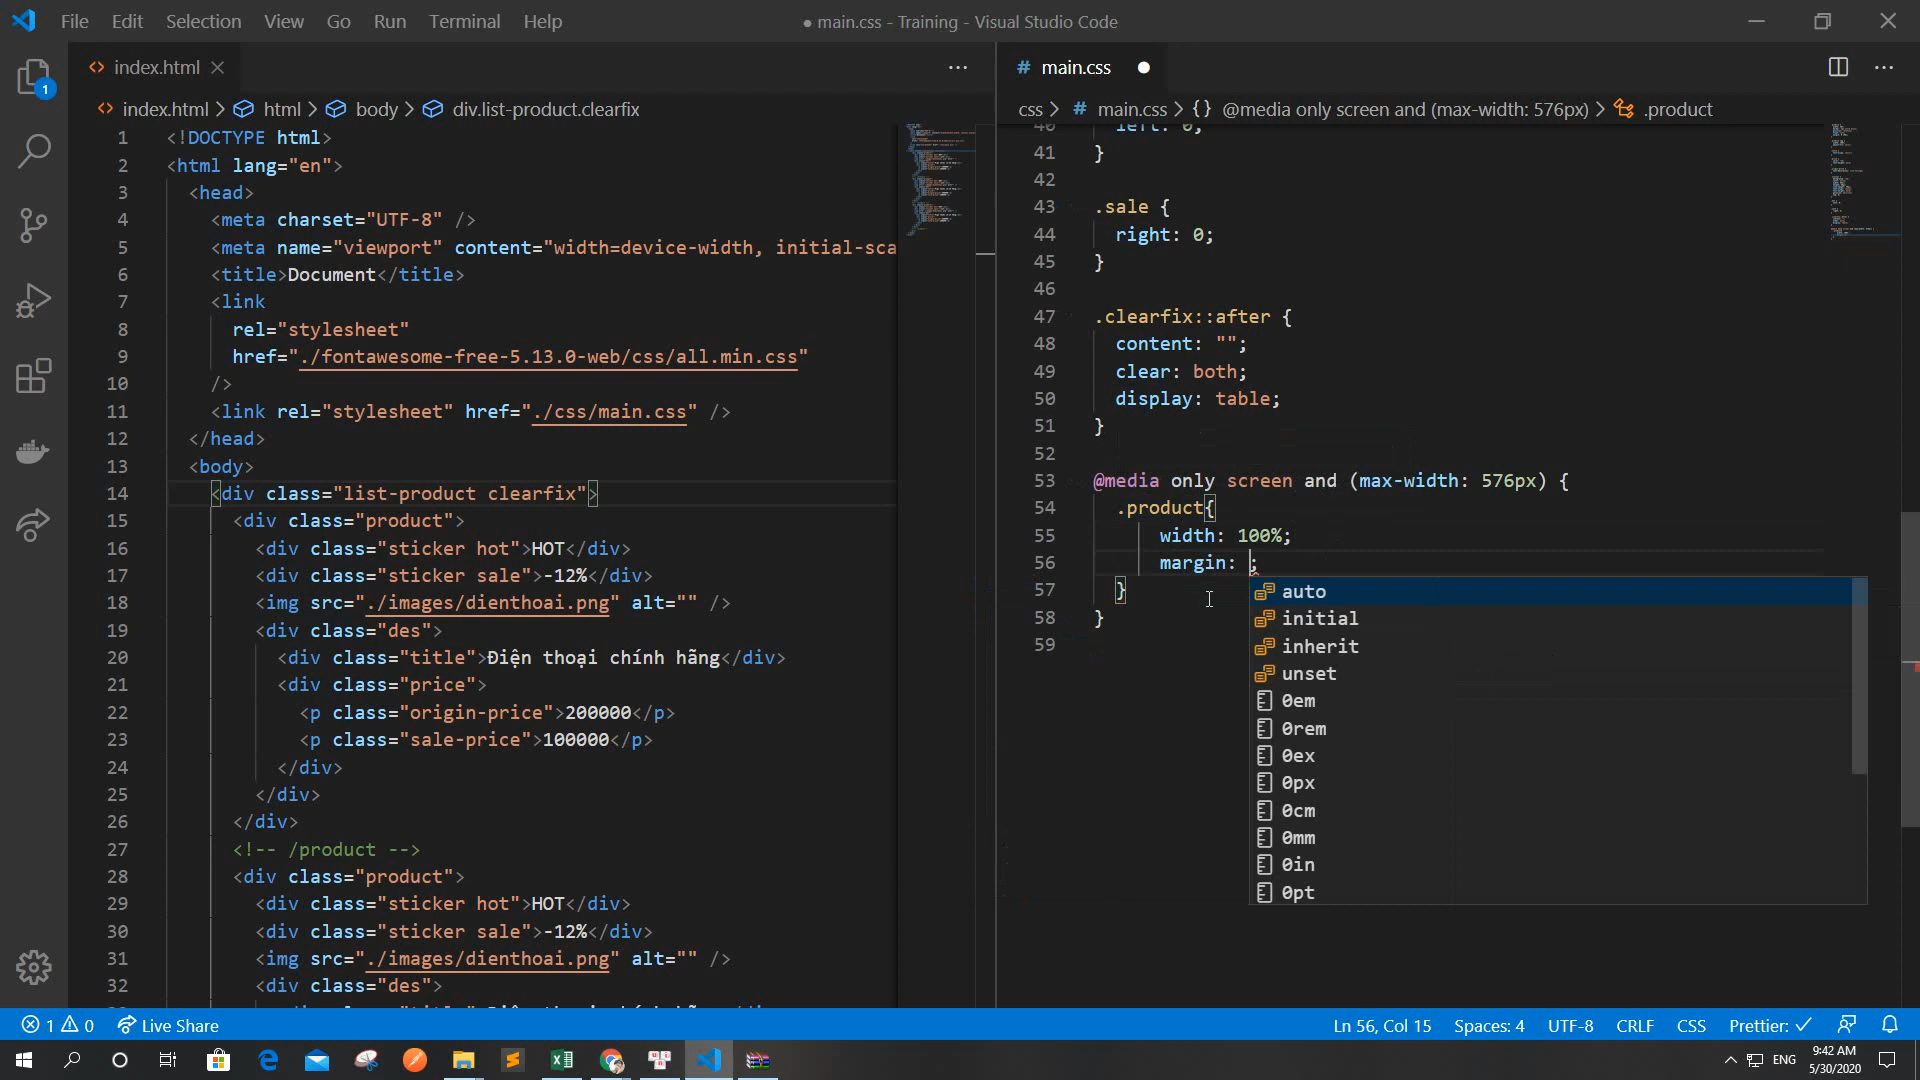 File Edit Selection View Go Run Terminal Help
● main.css - Training - Visual Studio Code
index.html
main.css
index.html > html > body > div.list-product.clearfix
css > # main.css > {} @media only screen and (max-width: 576px) > .product
1 <!DOCTYPE html>
2 <html lang="en">
3 <head>
4 <meta charset="UTF-8" />
5 <meta name="viewport" content="width=device-width, initial-sca
6 <title>Document</title>
7 <link
8 rel="stylesheet"
9 href="./fontawesome-free-5.13.0-web/css/all.min.css"
10 />
11 <link rel="stylesheet" href="./css/main.css" />
12 </head>
13 <body>
14 <div class="list-product clearfix">
15 <div class="product">
16 <div class="sticker hot">HOT</div>
17 <div class="sticker sale">-12%</div>
18 <img src="./images/dienthoai.png" alt="" />
19 <div class="des">
20 <div class="title">Điện thoại chính hãng</div>
21 <div class="price">
22 <p class="origin-price">200000</p>
23 <p class="sale-price">100000</p>
24 </div>
25 </div>
26 </div>
27 <!-- /product -->
28 <div class="product">
29 <div class="sticker hot">HOT</div>
30 <div class="sticker sale">-12%</div>
31 <img src="./images/dienthoai.png" alt="" />
32 <div class="des">
40 left: 0;
41 }
42
43 .sale {
44 right: 0;
45 }
46
47 .clearfix::after {
48 content: "";
49 clear: both;
50 display: table;
51 }
52
53 @media only screen and (max-width: 576px) {
54 .product{
55 width: 100%;
56 margin: ;
57 }
58 }
59
auto
initial
inherit
unset
0em
0rem
0ex
0px
0cm
0mm
0in
0pt
1 0 Live Share
Ln 56, Col 15 Spaces: 4 UTF-8 CRLF CSS Prettier: ✓
ENG
9:42 AM
5/30/2020